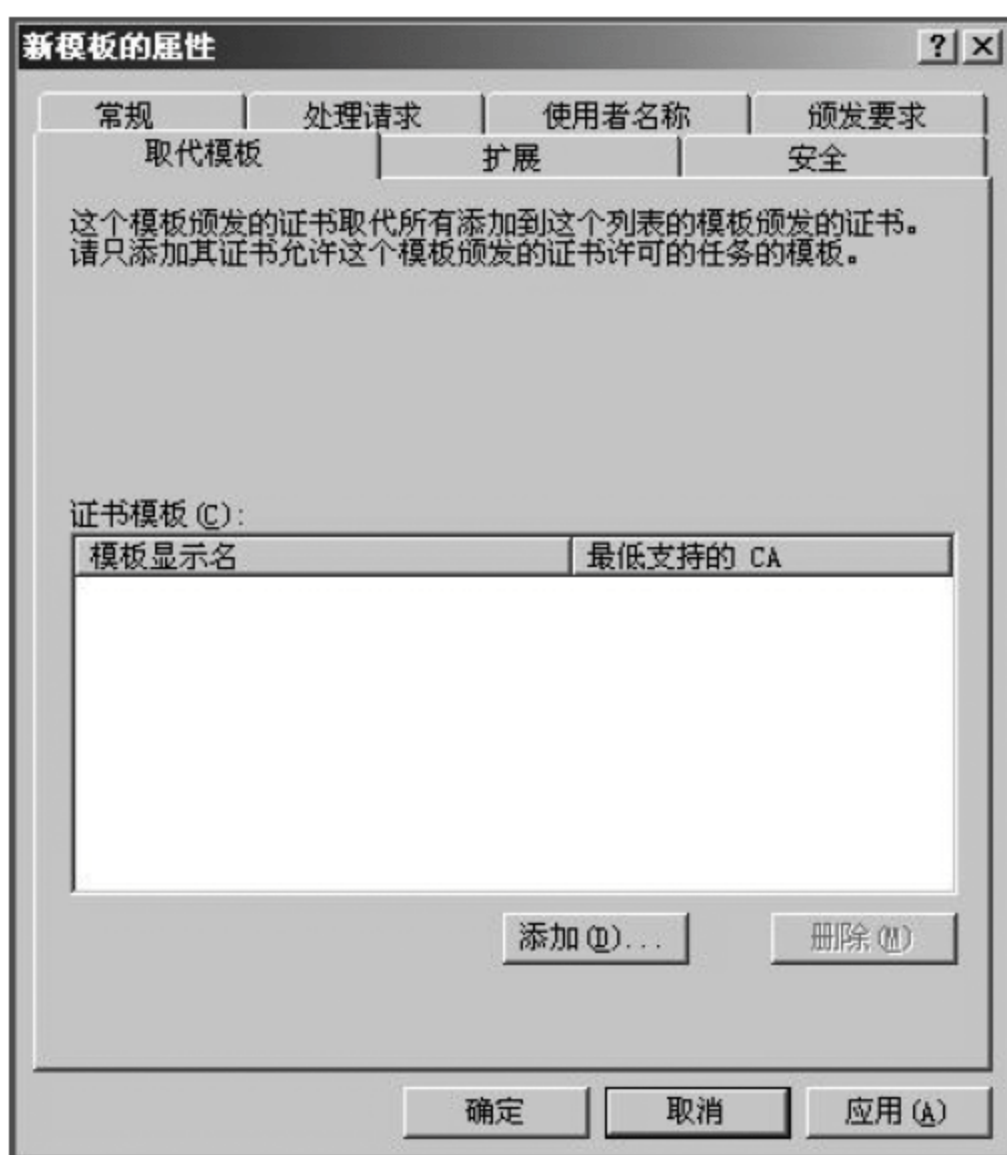 新模板的属性
常规 处理请求 使用者名称 颁发要求
取代模板 扩展 安全
这个模板颁发的证书取代所有添加到这个列表的模板颁发的证书。
请只添加其证书允许这个模板颁发的证书许可的任务的模板。
证书模板(C):
模板显示名 最低支持的 CA
添加(D)... 删除(M)
确定 取消 应用(A)